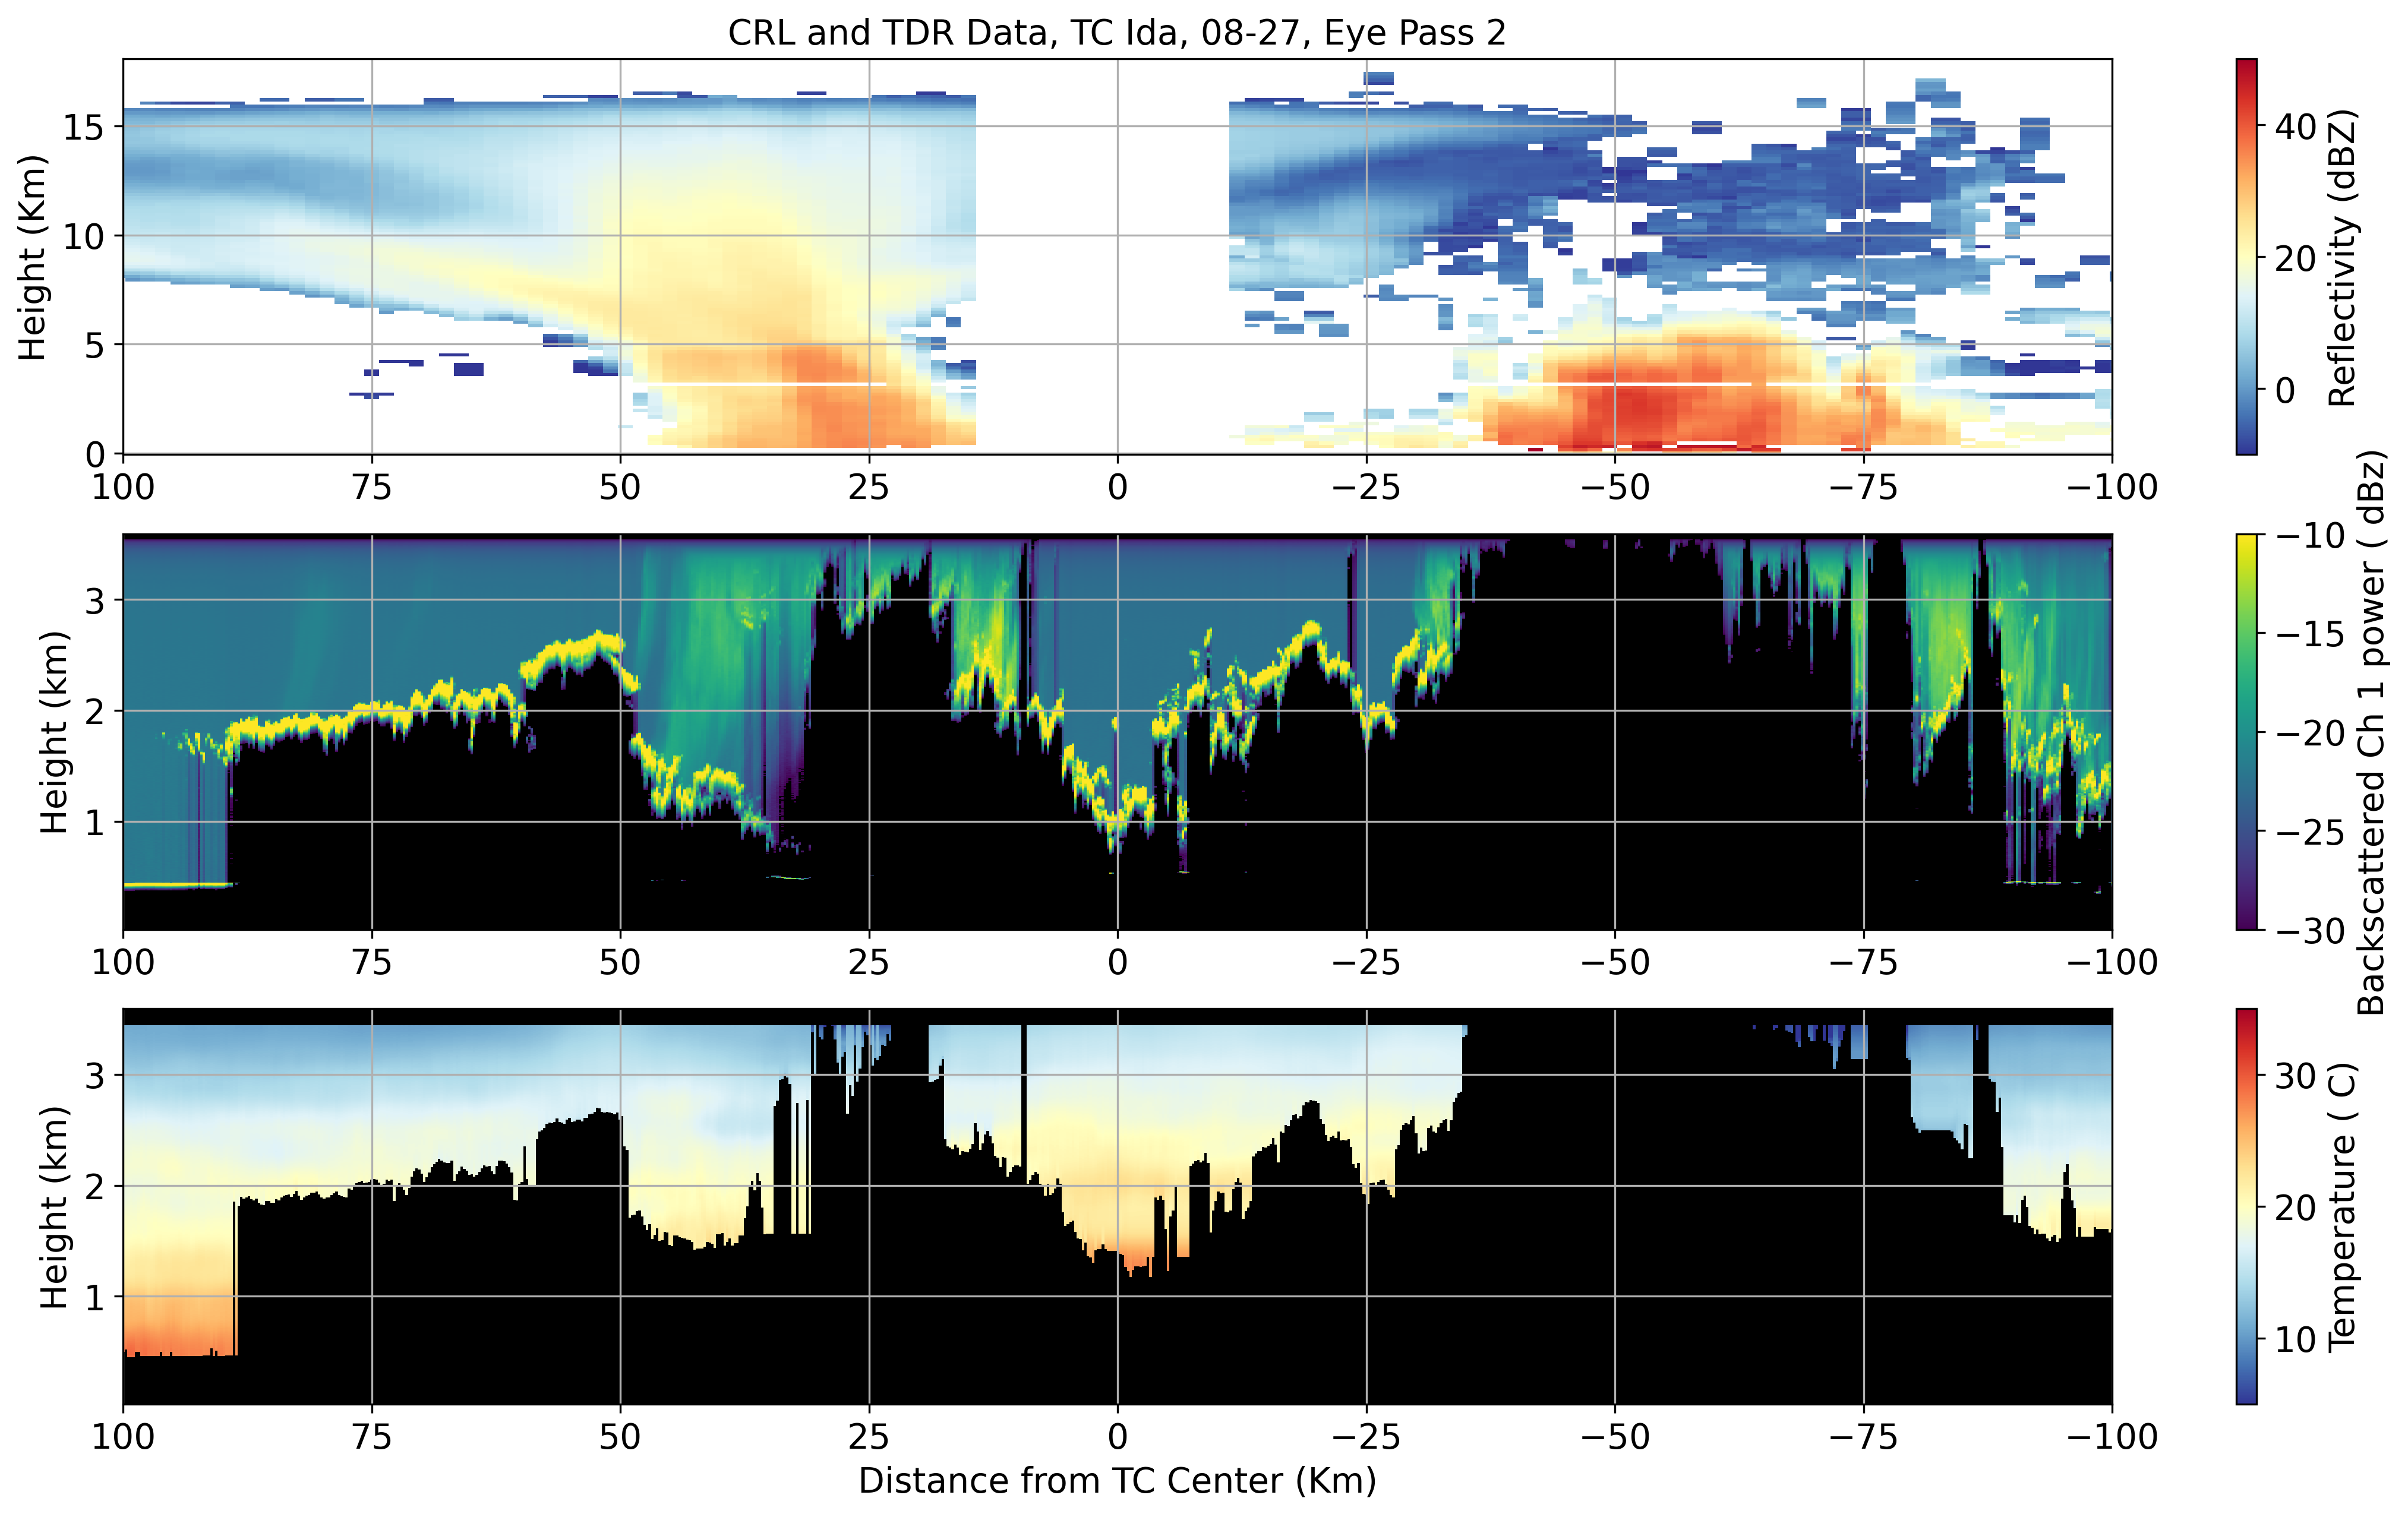 CRL and TDR Data, TC Ida, 08-27, Eye Pass 2
Height (Km)
15
10
5
0
100 75 50 25 0 −25 −50 −75 −100
40
20
0
Reflectivity (dBZ)
Height (km)
3
2
1
100 75 50 25 0 −25 −50 −75 −100
−10
−15
−20
−25
−30
Backscattered Ch 1 power ( dBz)
Height (km)
3
2
1
100 75 50 25 0 −25 −50 −75 −100
30
20
10
Temperature ( C)
Distance from TC Center (Km)